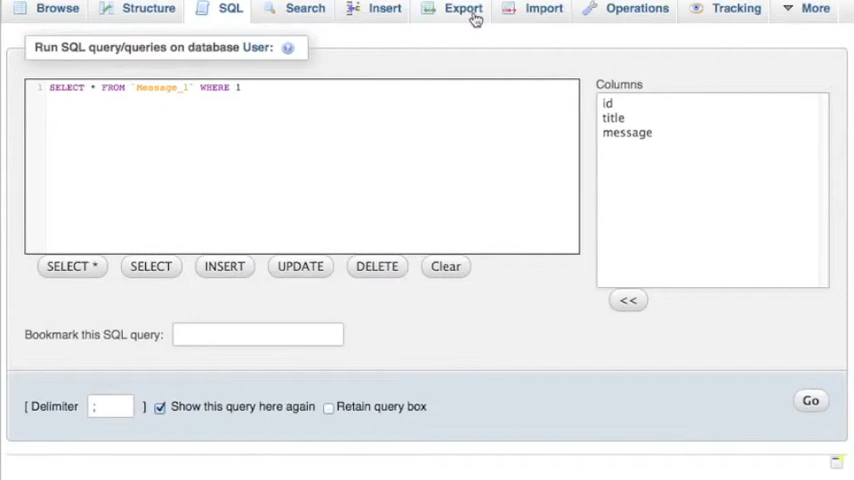 Browse Structure SQL Search Insert Export Import Operations Tracking More
Run SQL query/queries on database User:
1 SELECT * FROM `Message_1` WHERE 1
Columns
id
title
message
SELECT * SELECT INSERT UPDATE DELETE Clear
<<
Bookmark this SQL query:
[ Delimiter ; ] Show this query here again Retain query box
Go